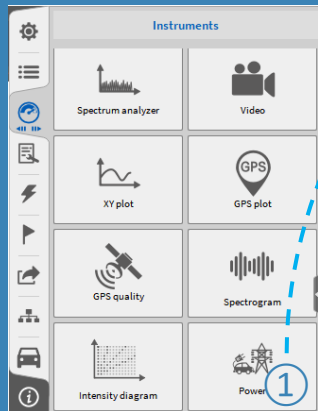 Instruments
Spectrum analyzer
Video
XY plot
GPS
GPS plot
GPS quality
Spectrogram
Intensity diagram
Power
1